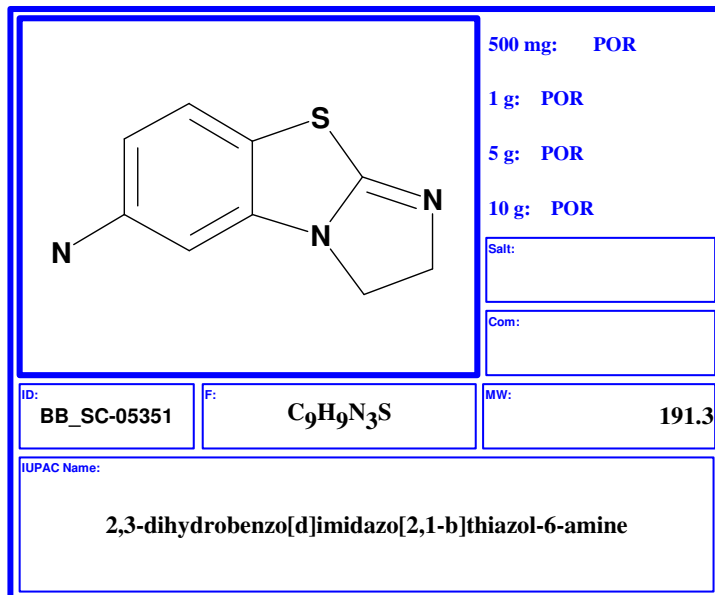 500 mg: POR
1 g: POR
5 g: POR
10 g: POR
S
N
N
N
Salt:
Com:
ID:
BB_SC-05351
F:
C9H9N3S
MW:
191.3
IUPAC Name:
2,3-dihydrobenzo[d]imidazo[2,1-b]thiazol-6-amine